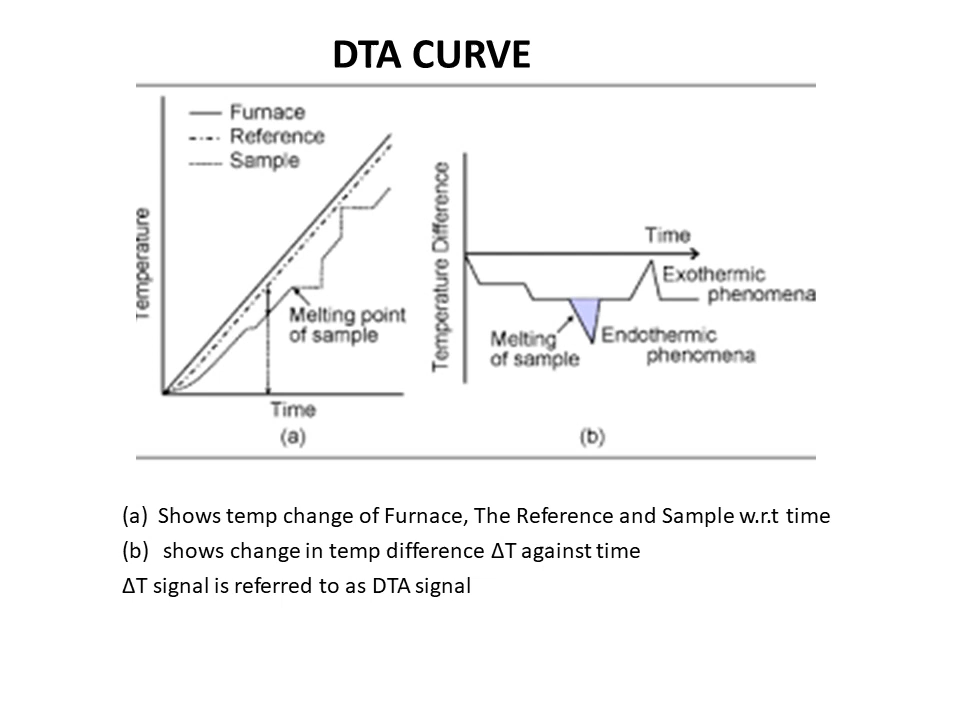 DTA CURVE
Furnace
Reference
Sample
Temperature
Melting point
of sample
Time
(a)
Temperature Difference
Time
Exothermic
phenomena
Melting
of sample
Endothermic
phenomena
(b)
(a) Shows temp change of Furnace, The Reference and Sample w.r.t time
(b) shows change in temp difference ΔT against time
ΔT signal is referred to as DTA signal